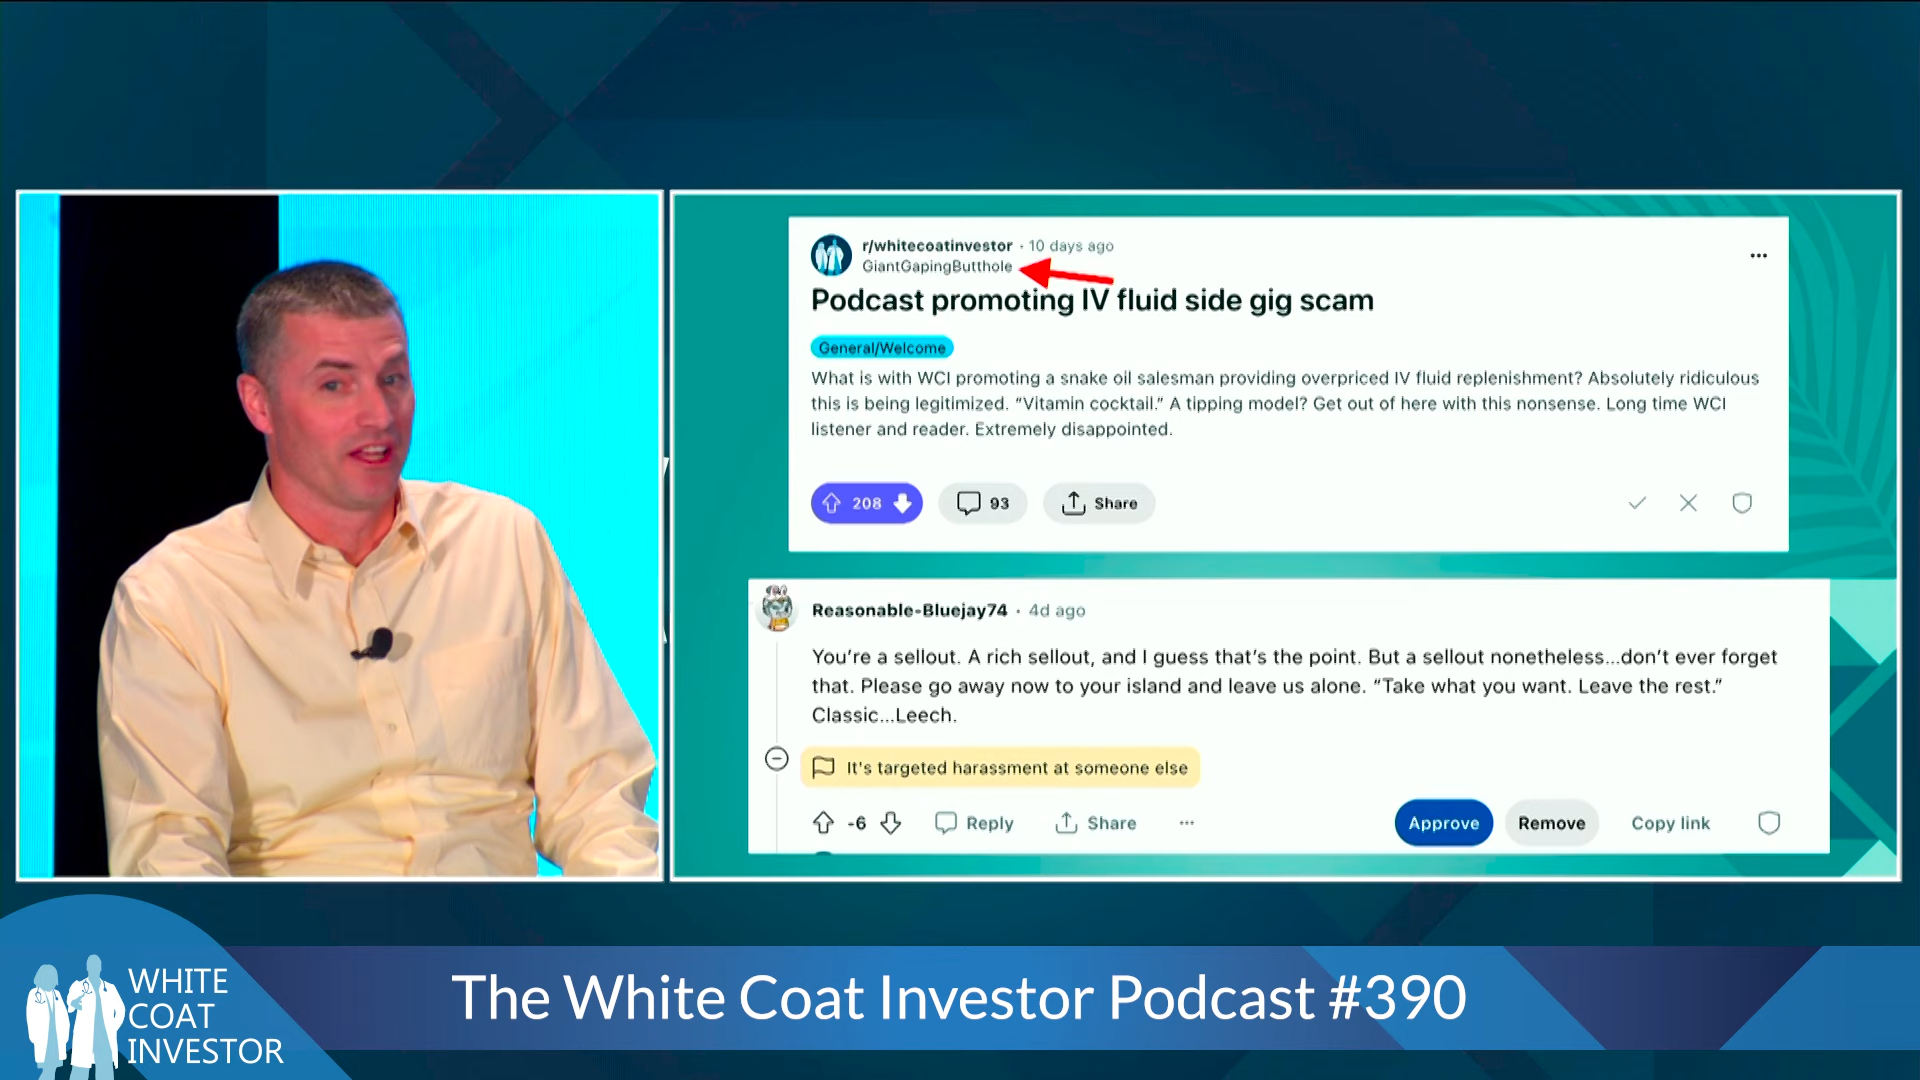 r/whitecoatinvestor · 10 days ago
GiantGapingButthole
Podcast promoting IV fluid side gig scam
General/Welcome
What is with WCI promoting a snake oil salesman providing overpriced IV fluid replenishment? Absolutely ridiculous
this is being legitimized. “Vitamin cocktail.” A tipping model? Get out of here with this nonsense. Long time WCI
listener and reader. Extremely disappointed.
208 93 Share
Reasonable-Bluejay74 · 4d ago
You’re a sellout. A rich sellout, and I guess that’s the point. But a sellout nonetheless...don’t ever forget
that. Please go away now to your island and leave us alone. “Take what you want. Leave the rest.”
Classic...Leech.
It's targeted harassment at someone else
-6 Reply Share Approve Remove Copy link
The White Coat Investor Podcast #390
WHITE
COAT
INVESTOR